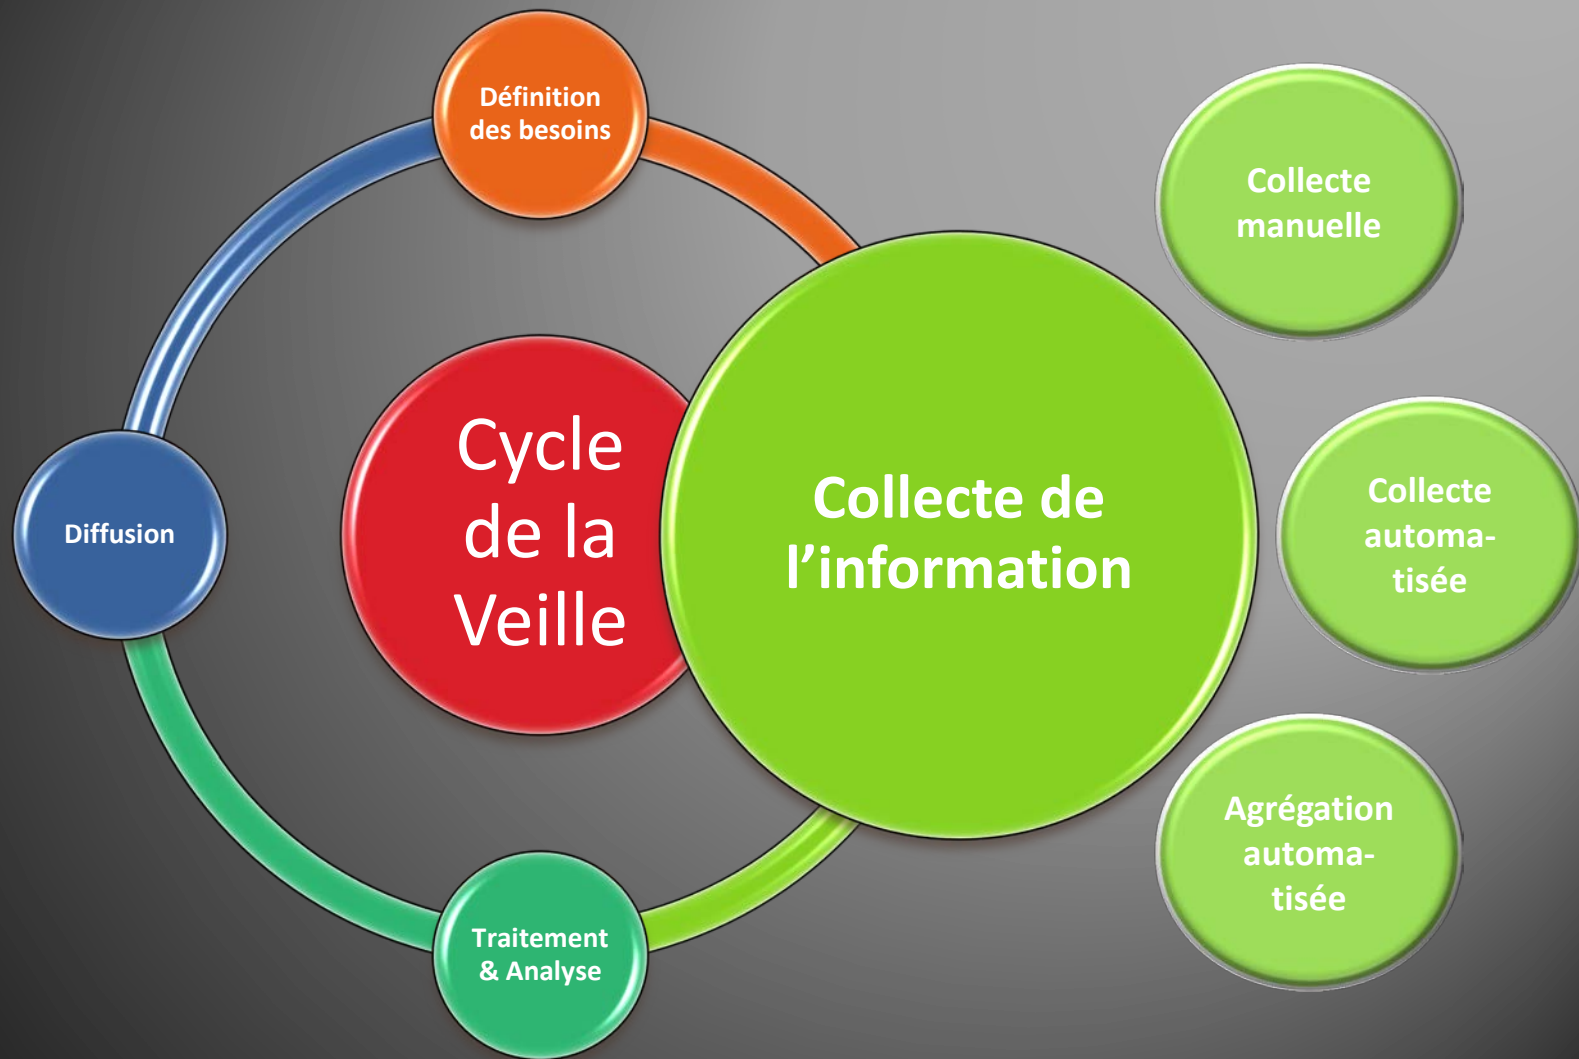 Définition
des besoins
Collecte
manuelle
Cycle
de la
Veille
Collecte de
l’information
Diffusion
Collecte
automa-
tisée
Agrégation
automa-
tisée
Traitement
& Analyse